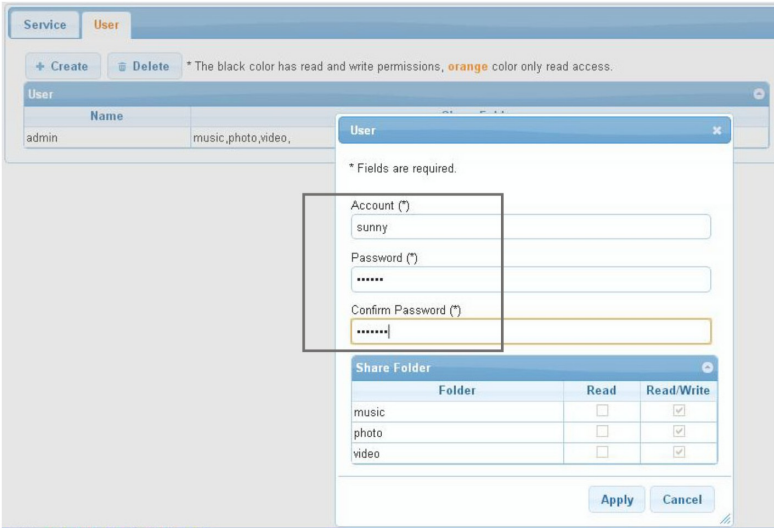 Service User
+ Create Delete * The black color has read and write permissions, orange color only read access.
User
Name
admin music,photo,video,
User
* Fields are required.
Account (*)
sunny
Password (*)
••••••
Confirm Password (*)
•••••••
Share Folder
Folder Read Read/Write
music
photo
video
Apply Cancel